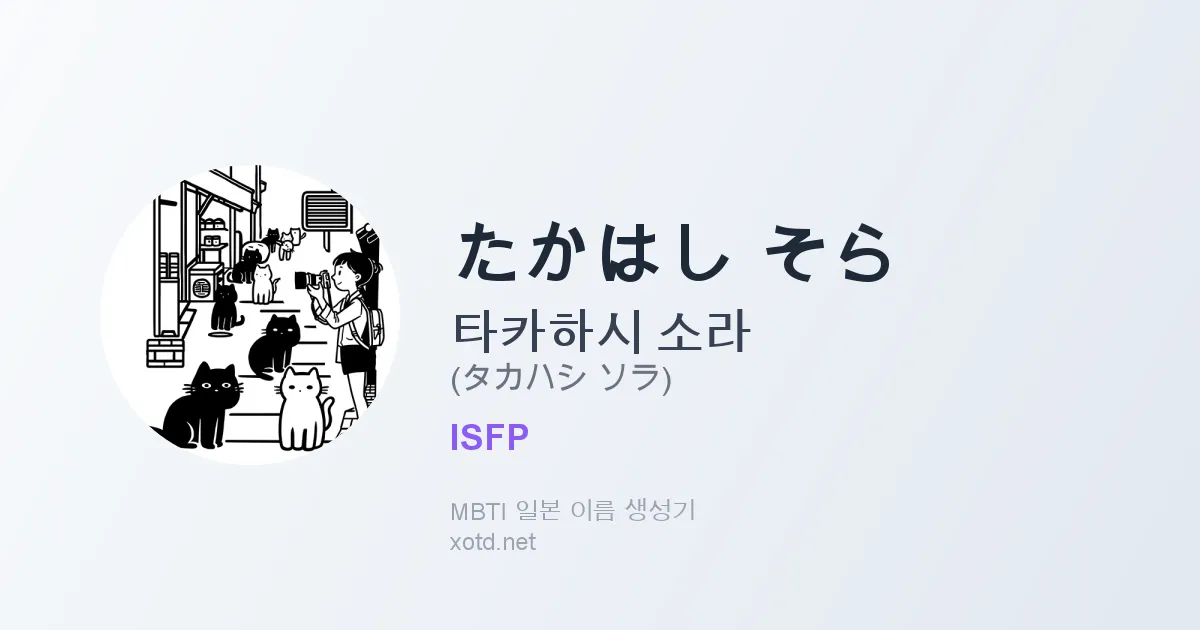 たかはし そら
타카하시 소라
(タカハシ ソラ)
ISFP
MBTI 일본 이름 생성기
xotd.net